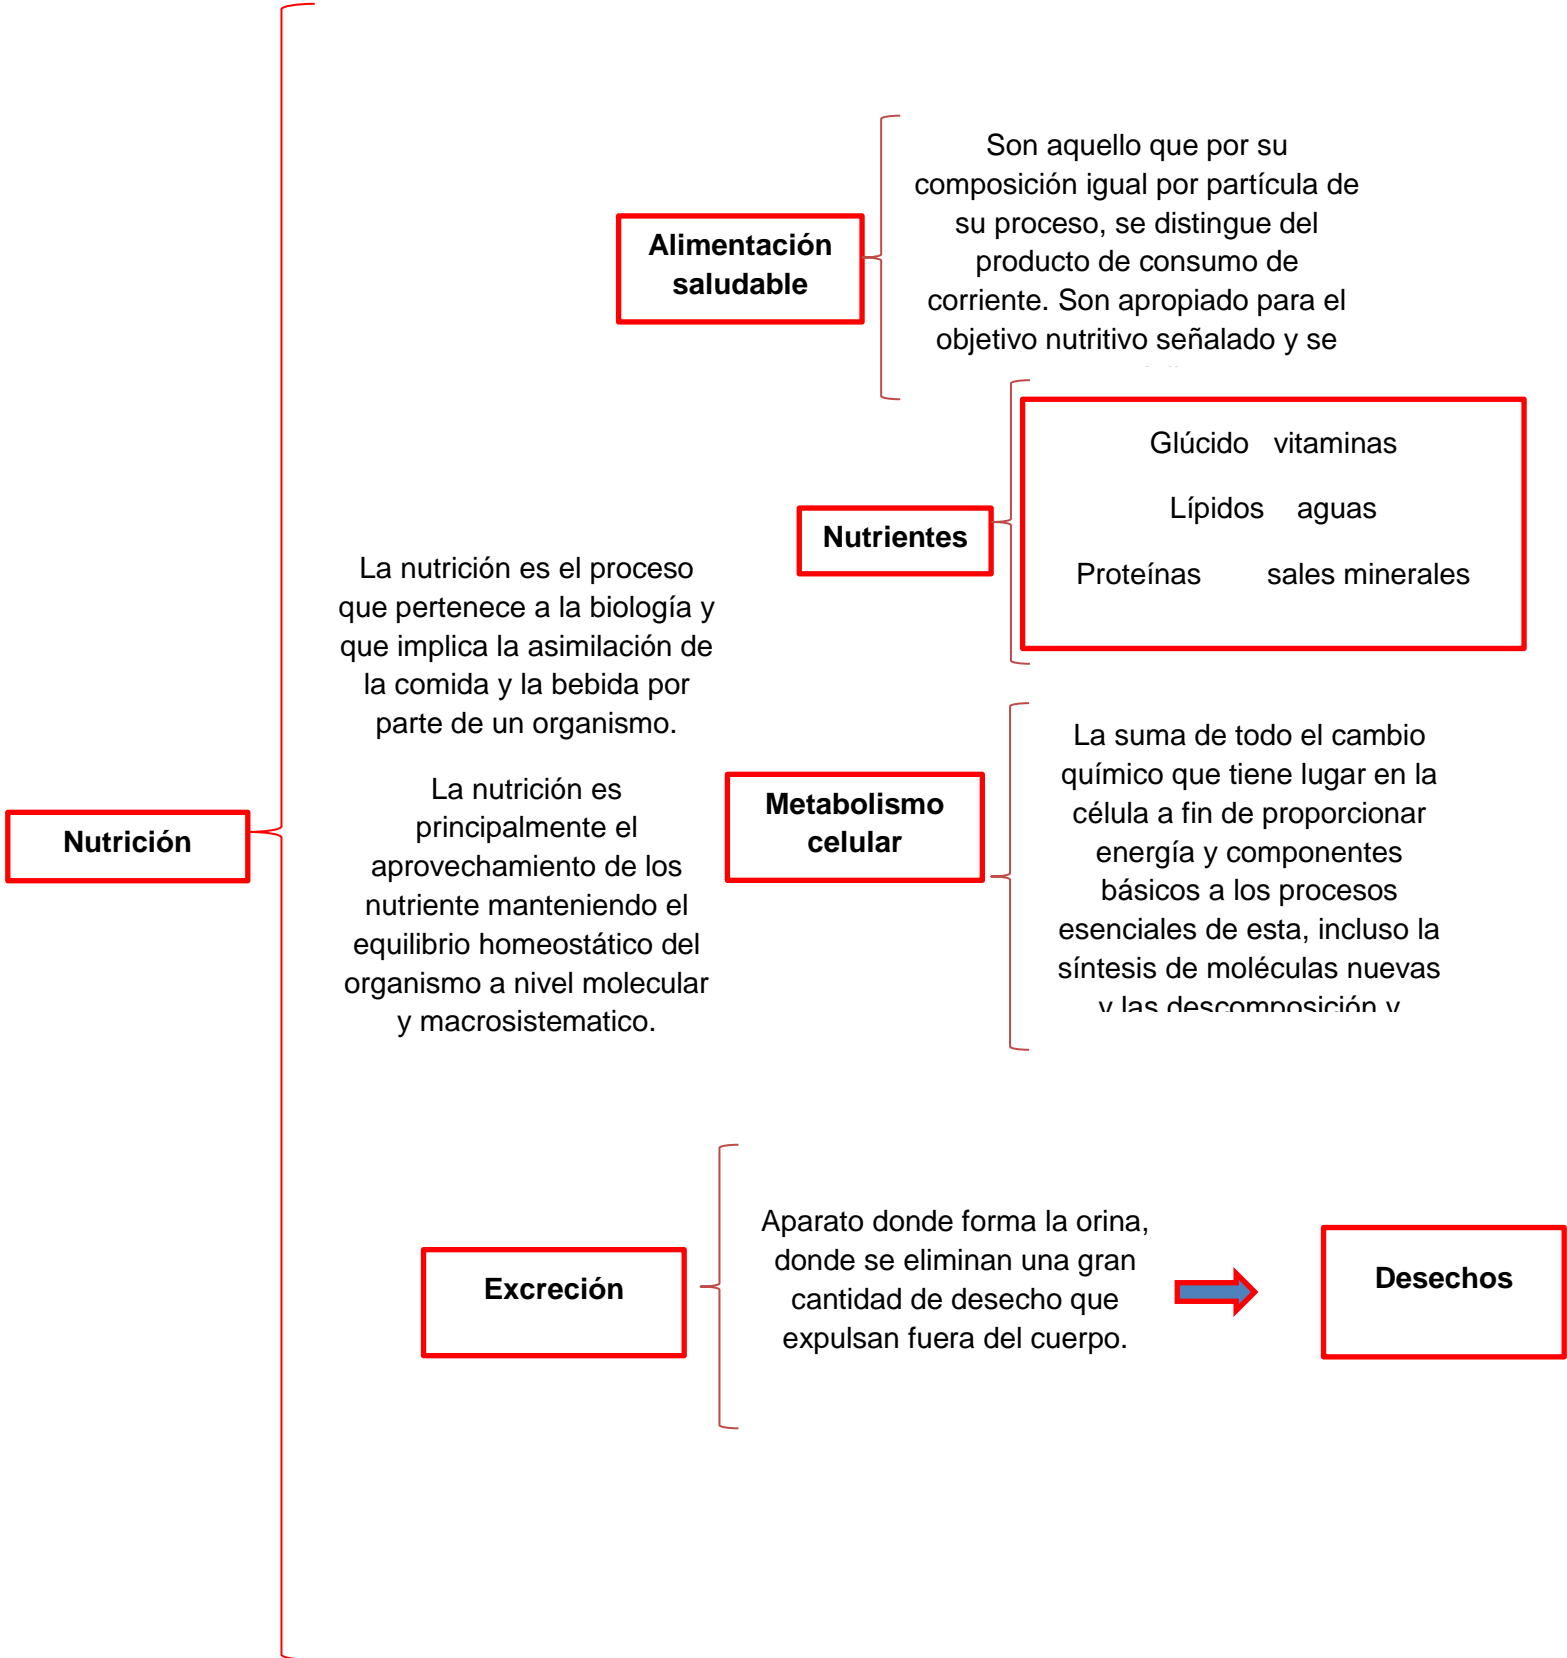 Nutrición
La nutrición es el proceso
que pertenece a la biología y
que implica la asimilación de
la comida y la bebida por
parte de un organismo.
La nutrición es
principalmente el
aprovechamiento de los
nutriente manteniendo el
equilibrio homeostático del
organismo a nivel molecular
y macrosistematico.
Alimentación
saludable
Son aquello que por su
composición igual por partícula de
su proceso, se distingue del
producto de consumo de
corriente. Son apropiado para el
objetivo nutritivo señalado y se
Nutrientes
Glúcido vitaminas
Lípidos aguas
Proteínas sales minerales
Metabolismo
celular
La suma de todo el cambio
químico que tiene lugar en la
célula a fin de proporcionar
energía y componentes
básicos a los procesos
esenciales de esta, incluso la
síntesis de moléculas nuevas
y las descomposición y
Excreción
Aparato donde forma la orina,
donde se eliminan una gran
cantidad de desecho que
expulsan fuera del cuerpo.
Desechos